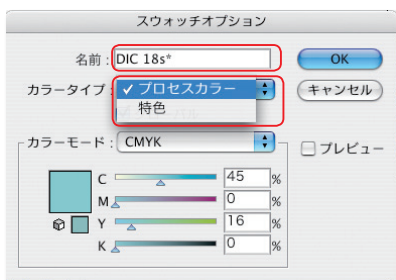 スウォッチオプション
名前 : DIC 18s*
OK
カラータイプ : ✓ プロセスカラー
特色
キャンセル
カラーモード : CMYK
プレビュー
C 45 %
M 0 %
Y 16 %
K 0 %